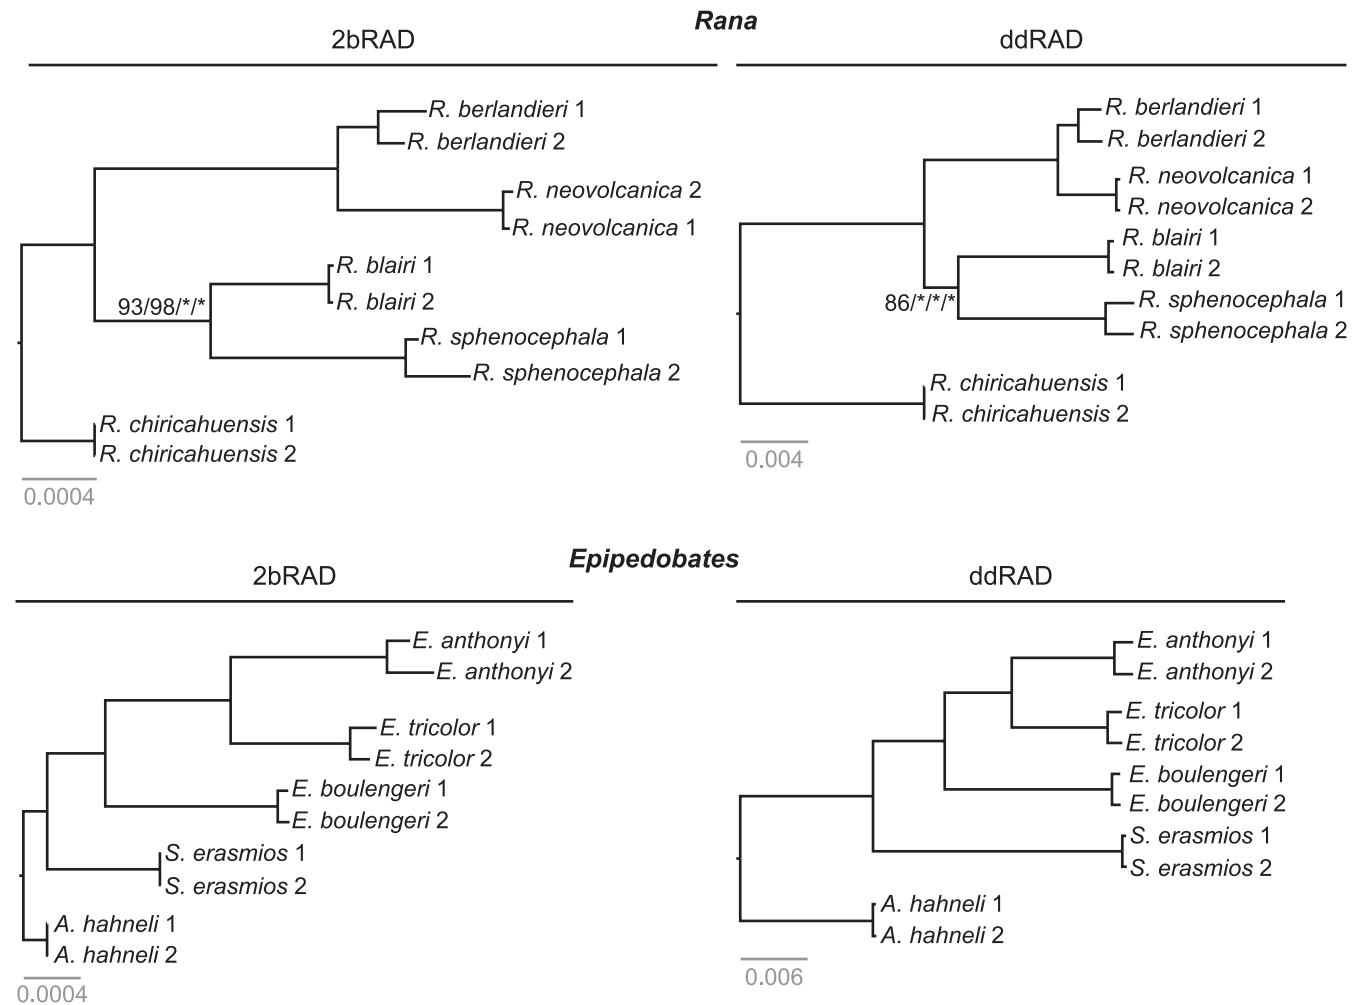 Rana
2bRAD
R. berlandieri 1
R. berlandieri 2
R. neovolcanica 2
R. neovolcanica 1
R. blairi 1
93/98/*/*
R. blairi 2
R. sphenocephala 1
R. sphenocephala 2
R. chiricahuensis 1
R. chiricahuensis 2
0.0004
ddRAD
R. berlandieri 1
R. berlandieri 2
R. neovolcanica 1
R. neovolcanica 2
R. blairi 1
R. blairi 2
86/*/*/*
R. sphenocephala 1
R. sphenocephala 2
R. chiricahuensis 1
R. chiricahuensis 2
0.004
Epipedobates
2bRAD
E. anthonyi 1
E. anthonyi 2
E. tricolor 1
E. tricolor 2
E. boulengeri 1
E. boulengeri 2
S. erasmios 1
S. erasmios 2
A. hahneli 1
A. hahneli 2
0.0004
ddRAD
E. anthonyi 1
E. anthonyi 2
E. tricolor 1
E. tricolor 2
E. boulengeri 1
E. boulengeri 2
S. erasmios 1
S. erasmios 2
A. hahneli 1
A. hahneli 2
0.006